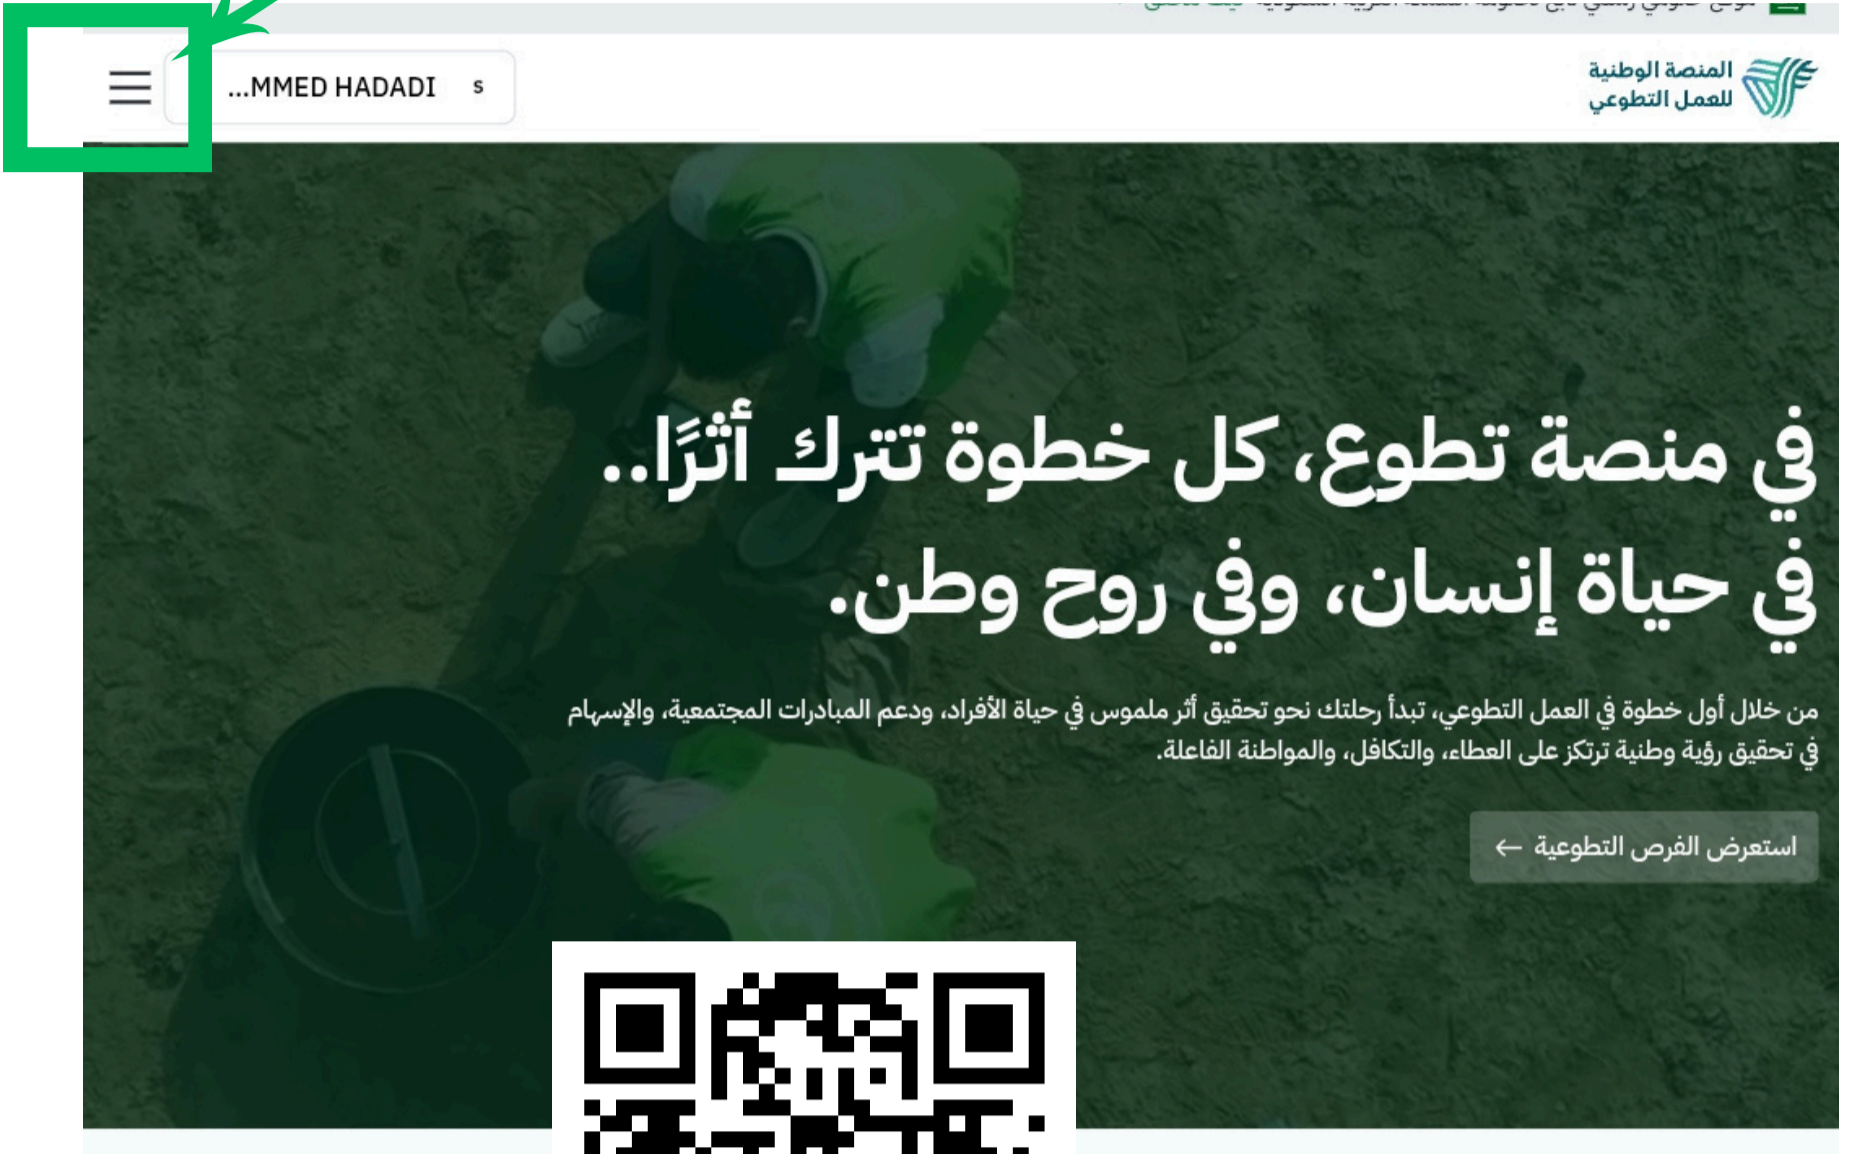 المنصة الوطنية
للعمل التطوعي
s ...MMED HADADI
في منصة تطوع، كل خطوة تترك أثرًا..
في حياة إنسان، وفي روح وطن.
من خلال أول خطوة في العمل التطوعي، تبدأ رحلتك نحو تحقيق أثر ملموس في حياة الأفراد، ودعم المبادرات المجتمعية، والإسهام
في تحقيق رؤية وطنية ترتكز على العطاء، والتكافل، والمواطنة الفاعلة.
استعرض الفرص التطوعية ←